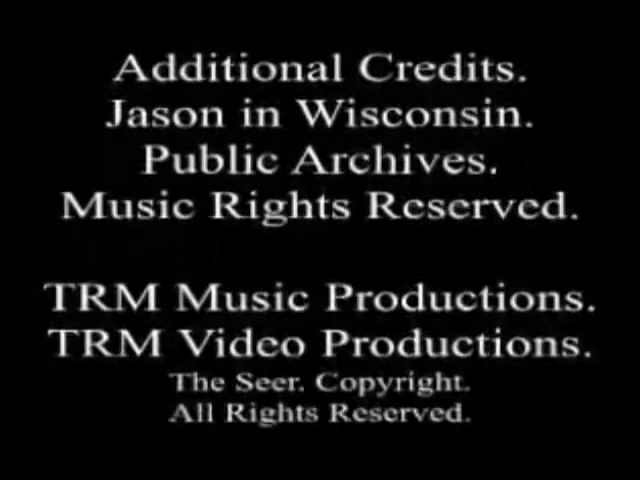 Additional Credits.
Jason in Wisconsin.
Public Archives.
Music Rights Reserved.
TRM Music Productions.
TRM Video Productions.
The Seer. Copyright.
All Rights Reserved.